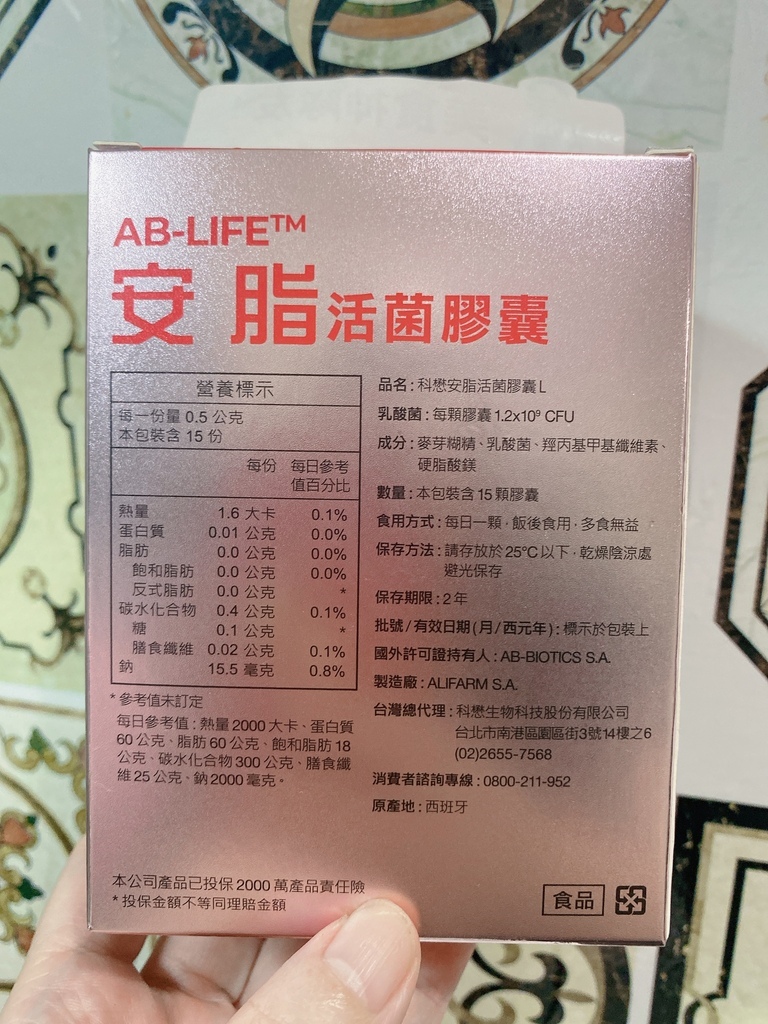 AB-LIFE™
安脂活菌膠囊
營養標示
每一份量 0.5 公克
本包裝含 15 份
每份 每日參考值百分比
熱量 1.6 大卡 0.1%
蛋白質 0.01 公克 0.0%
脂肪 0.0 公克 0.0%
飽和脂肪 0.0 公克 0.0%
反式脂肪 0.0 公克 *
碳水化合物 0.4 公克 0.1%
糖 0.1 公克 *
膳食纖維 0.02 公克 0.1%
鈉 15.5 毫克 0.8%
* 參考值未訂定
每日參考值：熱量 2000 大卡、蛋白質
60 公克、脂肪 60 公克、飽和脂肪 18
公克、碳水化合物 300 公克、膳食纖
維 25 公克、鈉 2000 毫克。
品名：科懋安脂活菌膠囊 L
乳酸菌：每顆膠囊 1.2x10⁹ CFU
成分：麥芽糊精、乳酸菌、羥丙基甲基纖維素、
硬脂酸鎂
數量：本包裝含 15 顆膠囊
食用方式：每日一顆，飯後食用，多食無益
保存方法：請存放於 25°C 以下，乾燥陰涼處
避光保存
保存期限：2 年
批號/有效日期(月/西元年)：標示於包裝上
國外許可證持有人：AB-BIOTICS S.A.
製造廠：ALIFARM S.A.
台灣總代理：科懋生物科技股份有限公司
台北市南港區園區街3號14樓之6
(02)2655-7568
消費者諮詢專線：0800-211-952
原產地：西班牙
本公司產品已投保 2000 萬產品責任險
* 投保金額不等同理賠金額
食品